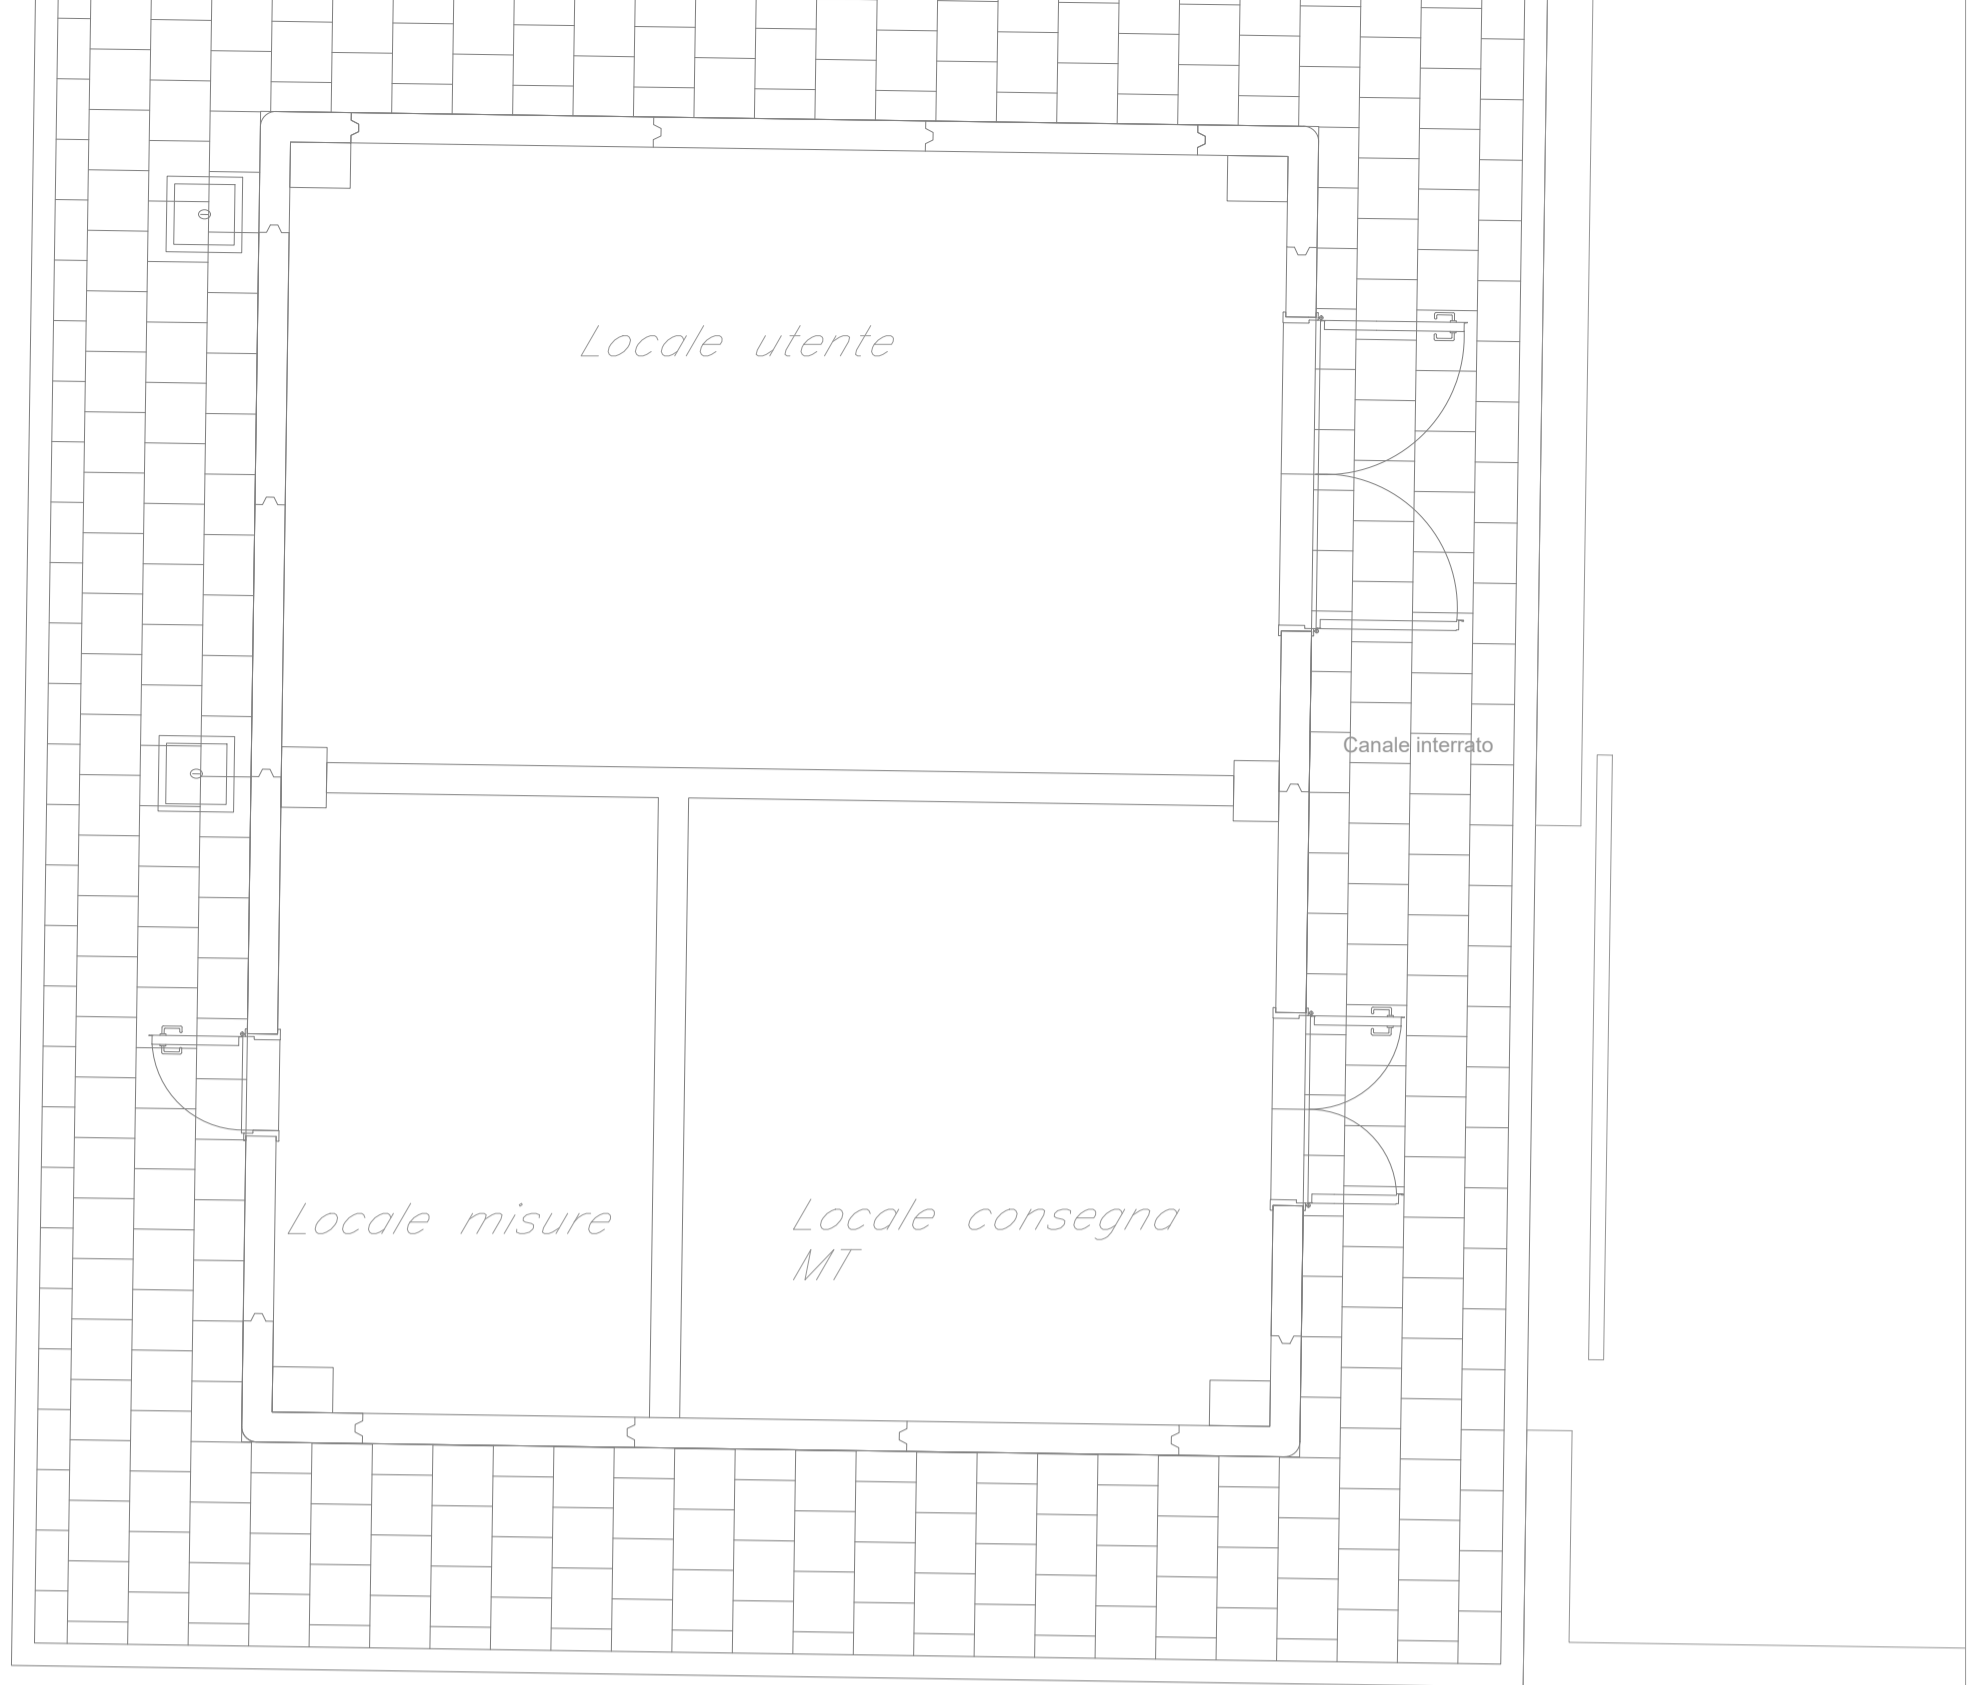 Locale utente
Canale interrato
Locale misure
Locale consegna
MT